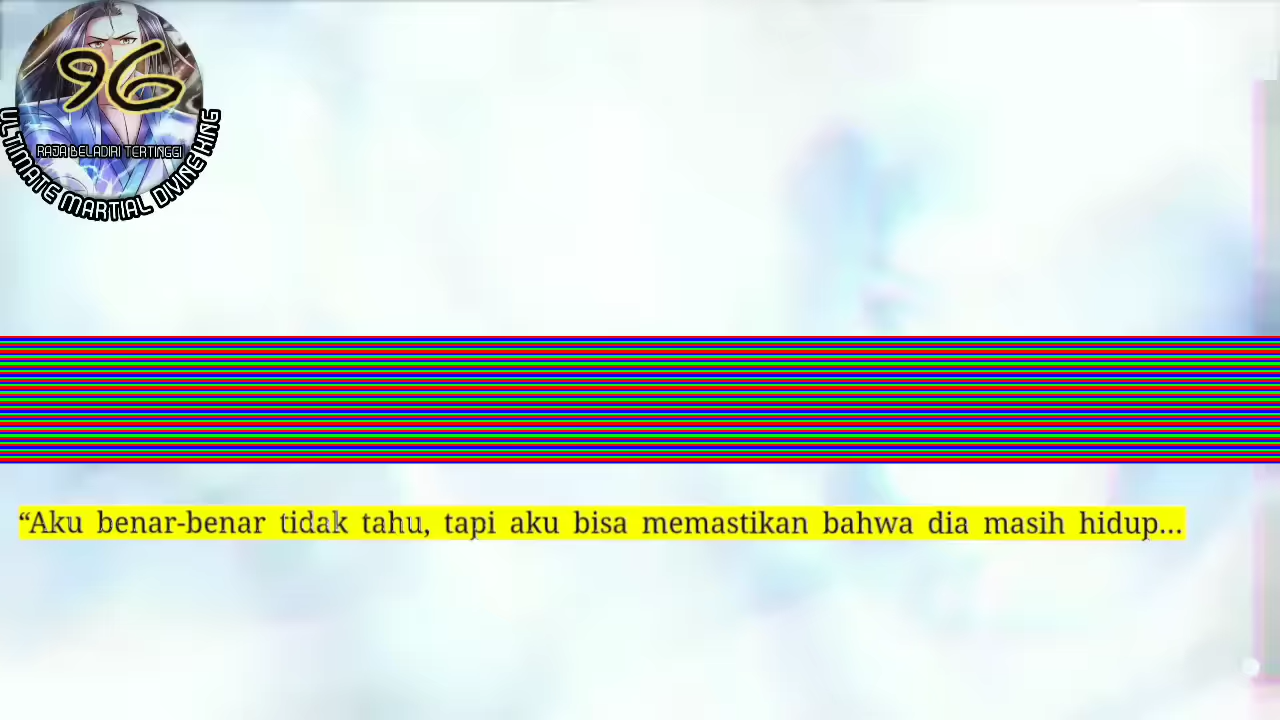 96
RAJA BELADIRI TERTINGGI
ULTIMATE MARTIAL DIVINE KING
“Aku benar-benar tidak tahu, tapi aku bisa memastikan bahwa dia masih hidup...